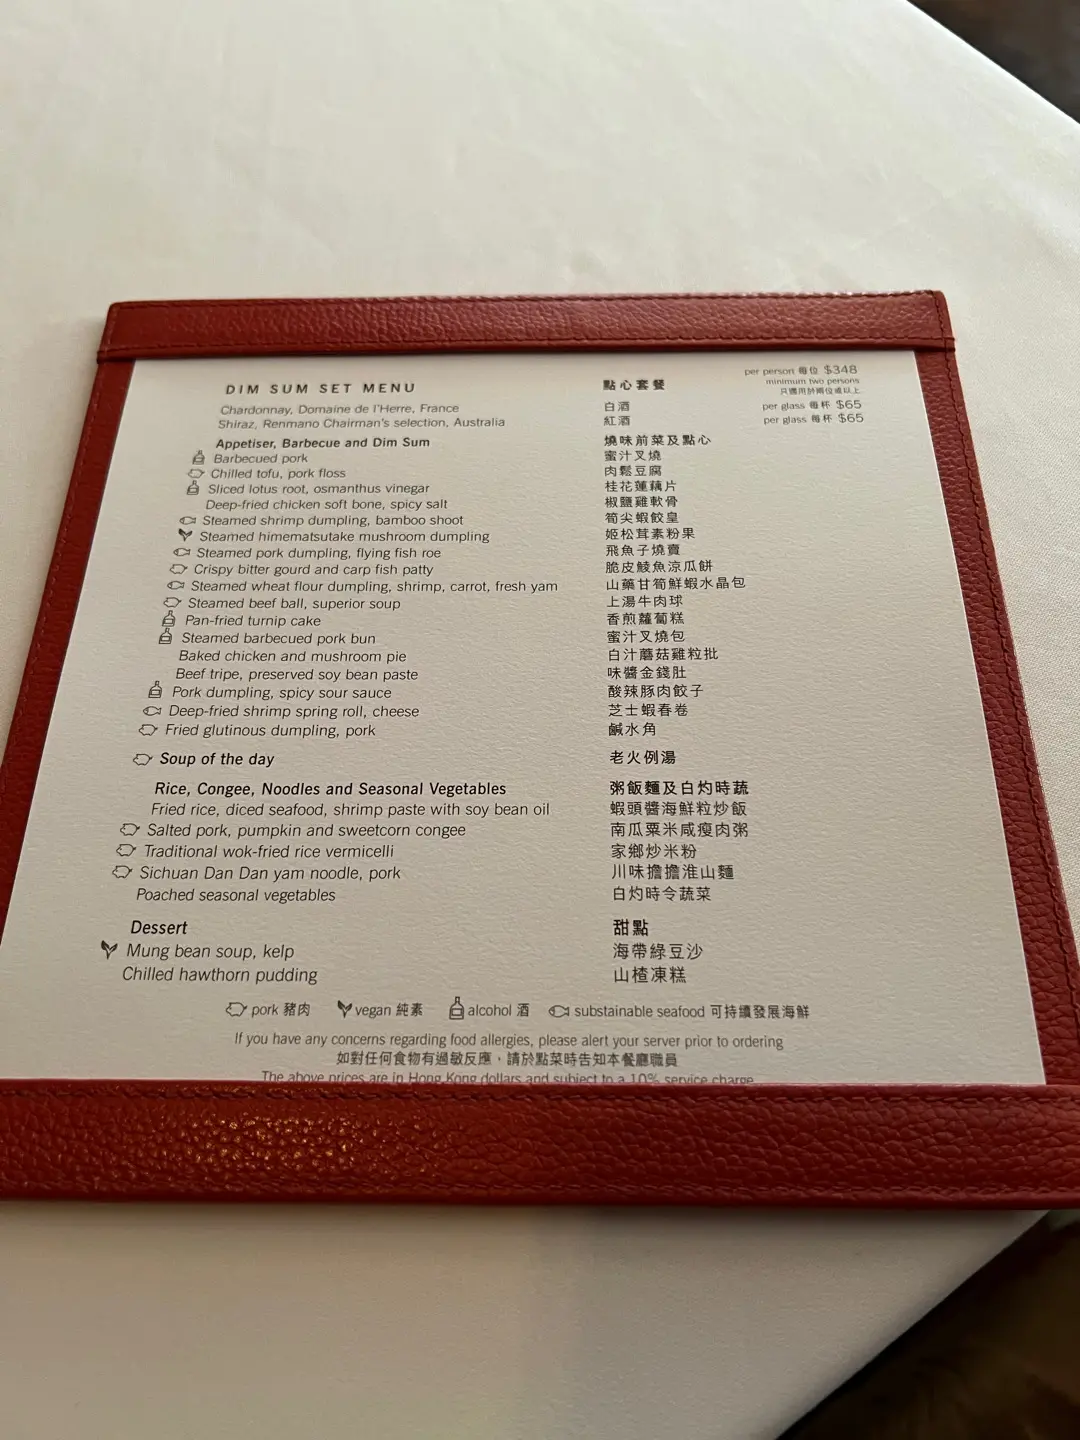 DIM SUM SET MENU 點心套餐 per person 每位 $348
minimum two persons
只適用於兩位或以上
Chardonnay, Domaine de l'Herre, France 白酒 per glass 每杯 $65
Shiraz, Renmano Chairman's selection, Australia 紅酒 per glass 每杯 $65
Appetiser, Barbecue and Dim Sum 燒味前菜及點心
Barbecued pork 蜜汁叉燒
Chilled tofu, pork floss 肉鬆豆腐
Sliced lotus root, osmanthus vinegar 桂花蓮藕片
Deep-fried chicken soft bone, spicy salt 椒鹽雞軟骨
Steamed shrimp dumpling, bamboo shoot 筍尖蝦餃皇
Steamed himematsutake mushroom dumpling 姬松茸素粉果
Steamed pork dumpling, flying fish roe 飛魚子燒賣
Crispy bitter gourd and carp fish patty 脆皮鯪魚涼瓜餅
Steamed wheat flour dumpling, shrimp, carrot, fresh yam 山藥甘筍鮮蝦水晶包
Steamed beef ball, superior soup 上湯牛肉球
Pan-fried turnip cake 香煎蘿蔔糕
Steamed barbecued pork bun 蜜汁叉燒包
Baked chicken and mushroom pie 白汁蘑菇雞粒批
Beef tripe, preserved soy bean paste 味醬金錢肚
Pork dumpling, spicy sour sauce 酸辣豚肉餃子
Deep-fried shrimp spring roll, cheese 芝士蝦春卷
Fried glutinous dumpling, pork 鹹水角
Soup of the day 老火例湯
Rice, Congee, Noodles and Seasonal Vegetables 粥飯麵及白灼時蔬
Fried rice, diced seafood, shrimp paste with soy bean oil 蝦頭醬海鮮粒炒飯
Salted pork, pumpkin and sweetcorn congee 南瓜粟米咸瘦肉粥
Traditional wok-fried rice vermicelli 家鄉炒米粉
Sichuan Dan Dan yam noodle, pork 川味擔擔淮山麵
Poached seasonal vegetables 白灼時令蔬菜
Dessert 甜點
Mung bean soup, kelp 海帶綠豆沙
Chilled hawthorn pudding 山楂凍糕
pork 豬肉 vegan 純素 alcohol 酒 substainable seafood 可持續發展海鮮
If you have any concerns regarding food allergies, please alert your server prior to ordering
如對任何食物有過敏反應，請於點菜時告知本餐廳職員
The above prices are in Hong Kong dollars and subject to a 10% service charge